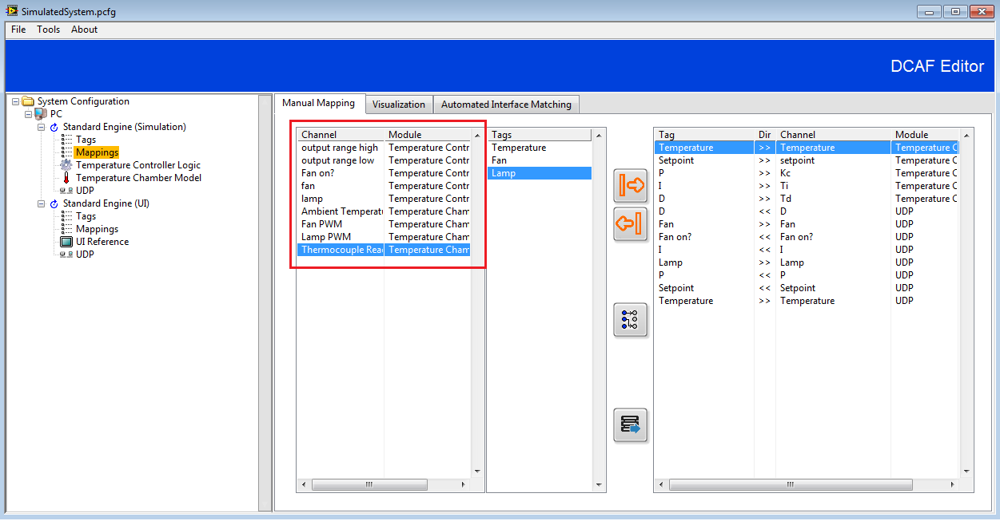 SimulatedSystem.pcfg
File Tools About
DCAF Editor
System Configuration
PC
Standard Engine (Simulation)
Tags
Mappings
Temperature Controller Logic
Temperature Chamber Model
UDP
Standard Engine (UI)
Tags
Mappings
UI Reference
UDP
Manual Mapping Visualization Automated Interface Matching
Channel Module
output range high Temperature Contr
output range low Temperature Contr
Fan on? Temperature Contr
fan Temperature Contr
lamp Temperature Contr
Ambient Temperatu Temperature Cham
Fan PWM Temperature Cham
Lamp PWM Temperature Cham
Thermocouple Rea Temperature Cham
Tags
Temperature
Fan
Lamp
Tag Dir Channel Module
Temperature >> Temperature Temperature C
Setpoint >> setpoint Temperature C
P >> Kc Temperature C
I >> Ti Temperature C
D >> Td Temperature C
D << D UDP
Fan >> Fan UDP
Fan on? << Fan on? UDP
I << I UDP
Lamp >> Lamp UDP
P << P UDP
Setpoint << Setpoint UDP
Temperature >> Temperature UDP